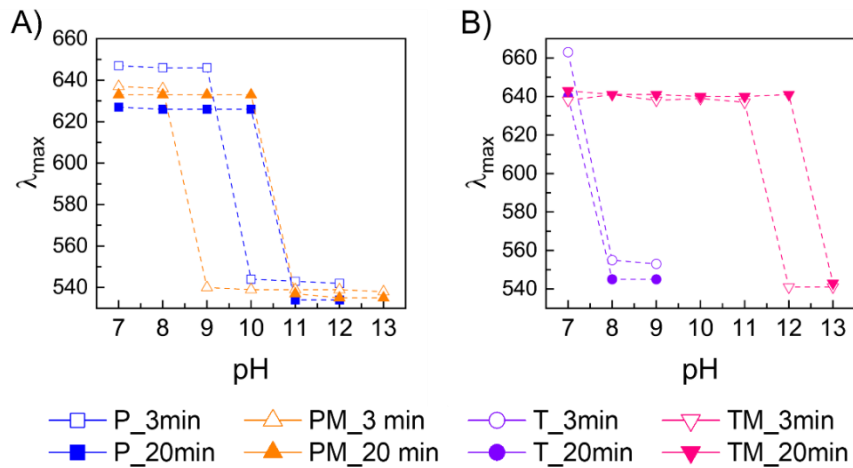 A)
B)
660
640
620
600
580
560
540
λmax
7 8 9 10 11 12 13
pH
660
640
620
600
580
560
540
λmax
7 8 9 10 11 12 13
pH
P_3min PM_3 min T_3min TM_3min
P_20min PM_20 min T_20min TM_20min